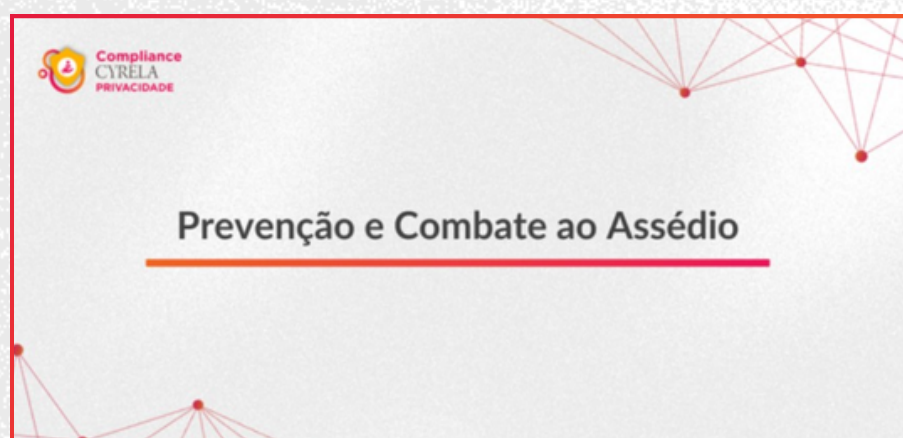 Compliance
CYRELA
PRIVACIDADE
Prevenção e Combate ao Assédio